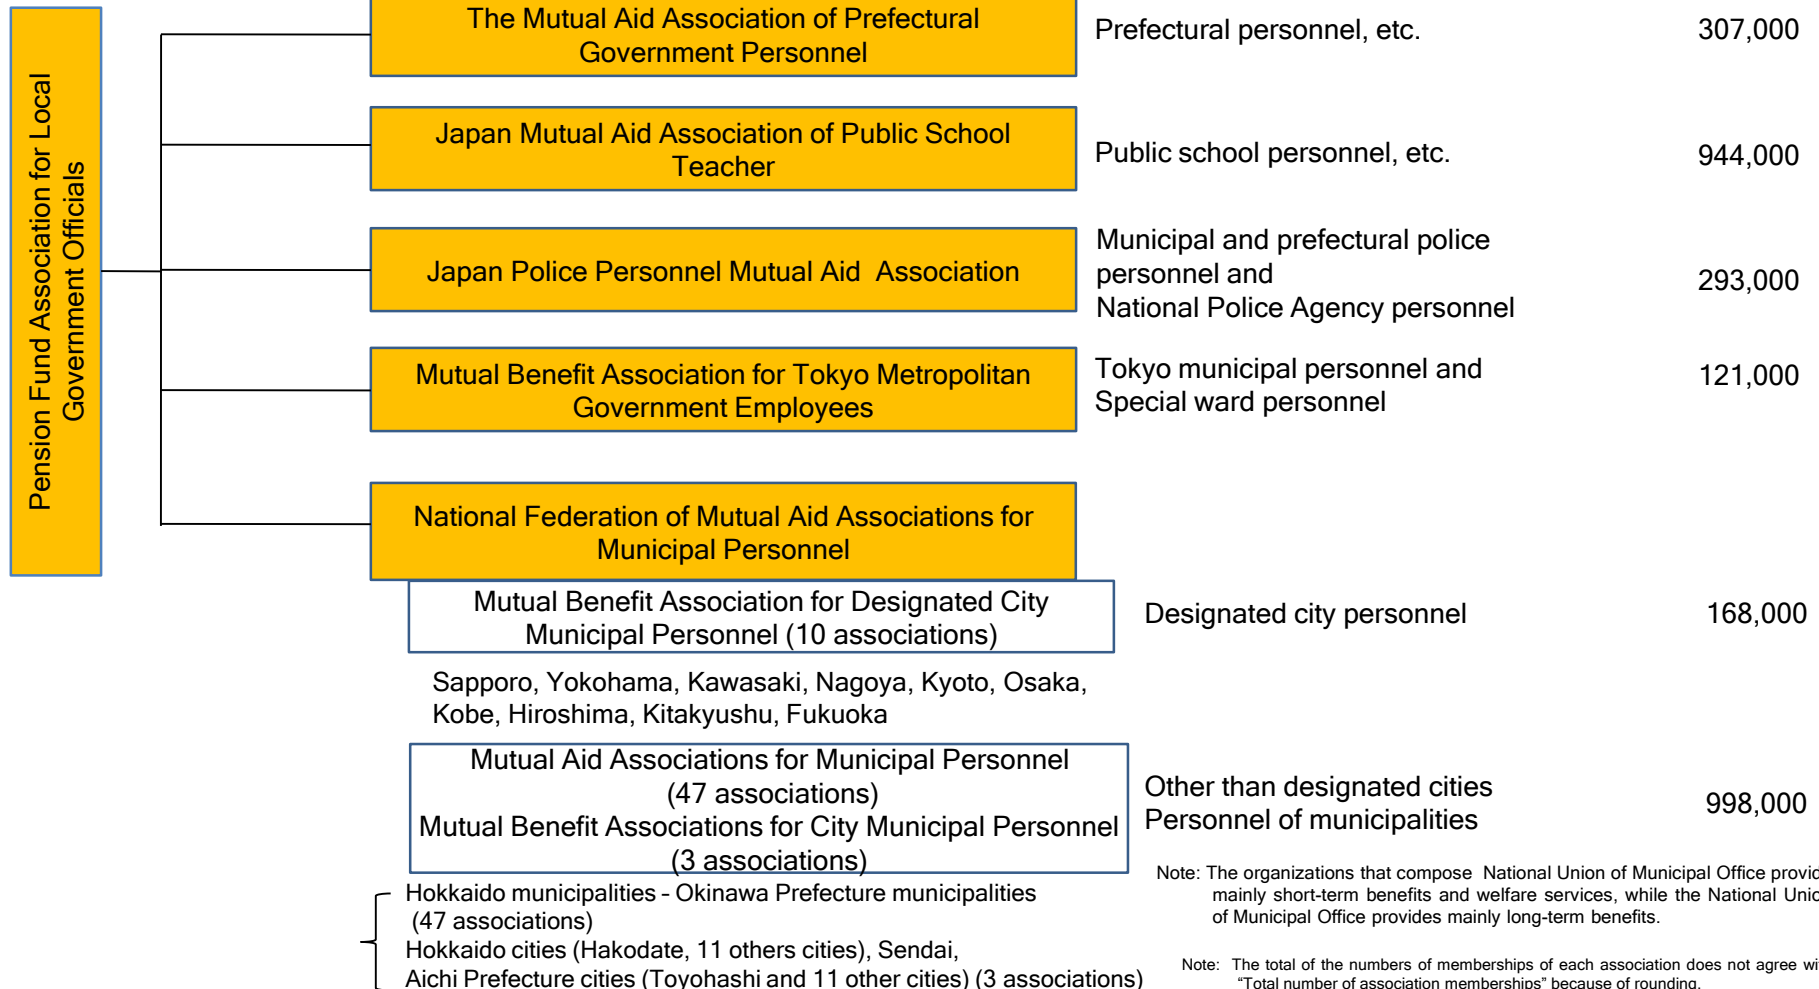 Pension Fund Association for Local
Government Officials
The Mutual Aid Association of Prefectural
Government Personnel
Prefectural personnel, etc.
307,000
Japan Mutual Aid Association of Public School
Teacher
Public school personnel, etc.
944,000
Japan Police Personnel Mutual Aid  Association
Municipal and prefectural police
personnel and
National Police Agency personnel
293,000
Mutual Benefit Association for Tokyo Metropolitan
Government Employees
Tokyo municipal personnel and
Special ward personnel
121,000
National Federation of Mutual Aid Associations for
Municipal Personnel
Mutual Benefit Association for Designated City
Municipal Personnel (10 associations)
Designated city personnel
168,000
Sapporo, Yokohama, Kawasaki, Nagoya, Kyoto, Osaka,
Kobe, Hiroshima, Kitakyushu, Fukuoka
Mutual Aid Associations for Municipal Personnel
(47 associations)
Mutual Benefit Associations for City Municipal Personnel
(3 associations)
Other than designated cities
Personnel of municipalities
998,000
Hokkaido municipalities – Okinawa Prefecture municipalities
(47 associations)
Hokkaido cities (Hakodate, 11 others cities), Sendai,
Aichi Prefecture cities (Toyohashi and 11 other cities) (3 associations)
Note: The organizations that compose National Union of Municipal Office provid
mainly short-term benefits and welfare services, while the National Unio
of Municipal Office provides mainly long-term benefits.
Note: The total of the numbers of memberships of each association does not agree wi
“Total number of association memberships” because of rounding.